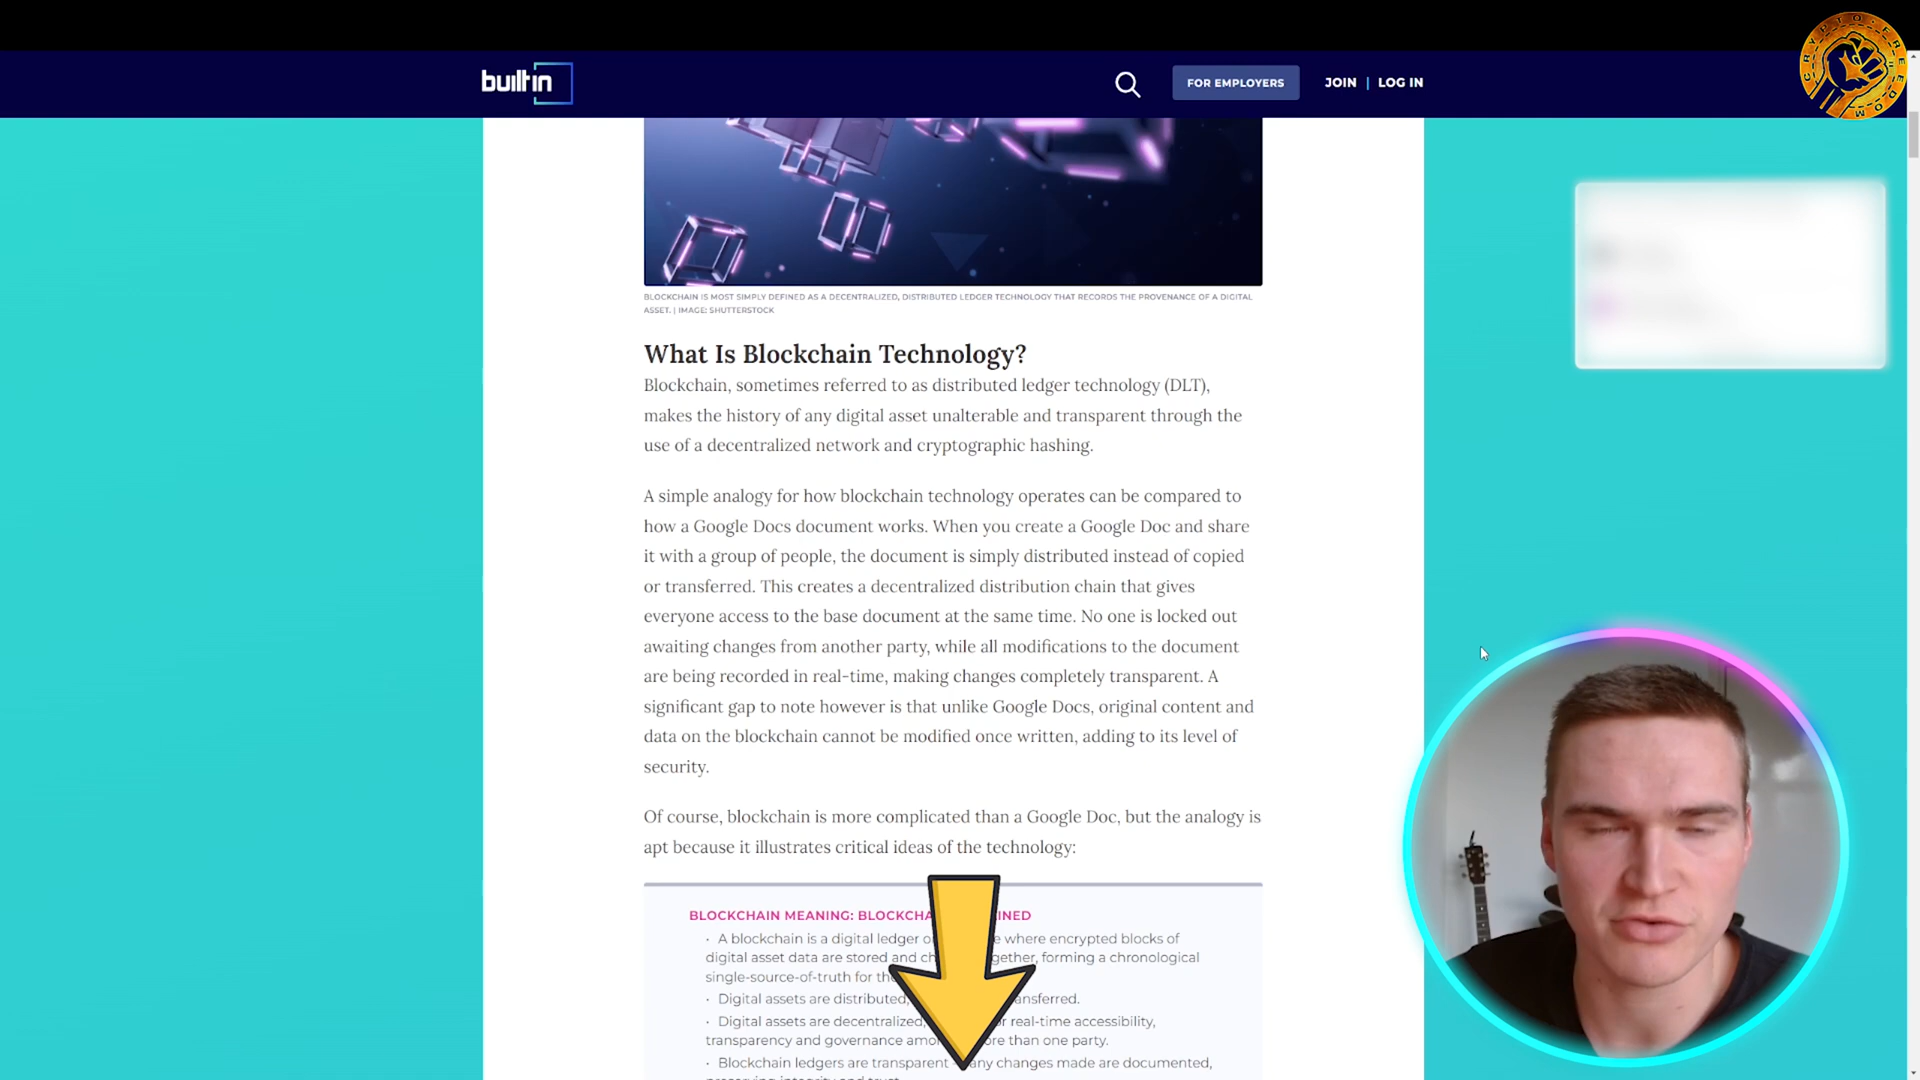 CRYPTO FREEDOM
builtin
FOR EMPLOYERS
JOIN | LOG IN
BLOCKCHAIN IS MOST SIMPLY DEFINED AS A DECENTRALIZED, DISTRIBUTED LEDGER TECHNOLOGY THAT RECORDS THE PROVENANCE OF A DIGITAL
ASSET. | IMAGE: SHUTTERSTOCK
What Is Blockchain Technology?
Blockchain, sometimes referred to as distributed ledger technology (DLT),
makes the history of any digital asset unalterable and transparent through the
use of a decentralized network and cryptographic hashing.
A simple analogy for how blockchain technology operates can be compared to
how a Google Docs document works. When you create a Google Doc and share
it with a group of people, the document is simply distributed instead of copied
or transferred. This creates a decentralized distribution chain that gives
everyone access to the base document at the same time. No one is locked out
awaiting changes from another party, while all modifications to the document
are being recorded in real-time, making changes completely transparent. A
significant gap to note however is that unlike Google Docs, original content and
data on the blockchain cannot be modified once written, adding to its level of
security.
Of course, blockchain is more complicated than a Google Doc, but the analogy is
apt because it illustrates critical ideas of the technology:
BLOCKCHAIN MEANING: BLOCKCHA INED
· A blockchain is a digital ledger o e where encrypted blocks of
digital asset data are stored and ch gether, forming a chronological
single-source-of-truth for the
· Digital assets are distributed, ansferred.
· Digital assets are decentralized, or real-time accessibility,
transparency and governance amo ore than one party.
· Blockchain ledgers are transparent - any changes made are documented,